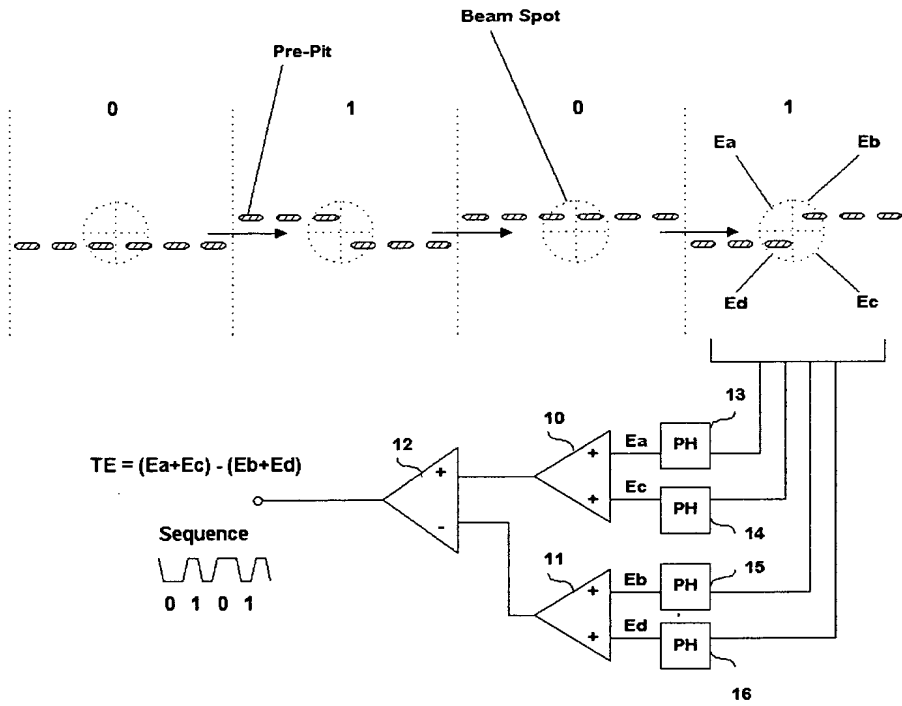 Beam Spot
Pre-Pit
0 1 0 1
Ea Eb
Ed Ec
13
10 Ea PH
12
TE = (Ea+Ec) - (Eb+Ed)
+ +
Ec PH
+
14
-
Sequence
11 Eb PH 15
+
0 1 0 1
Ed PH
+
16